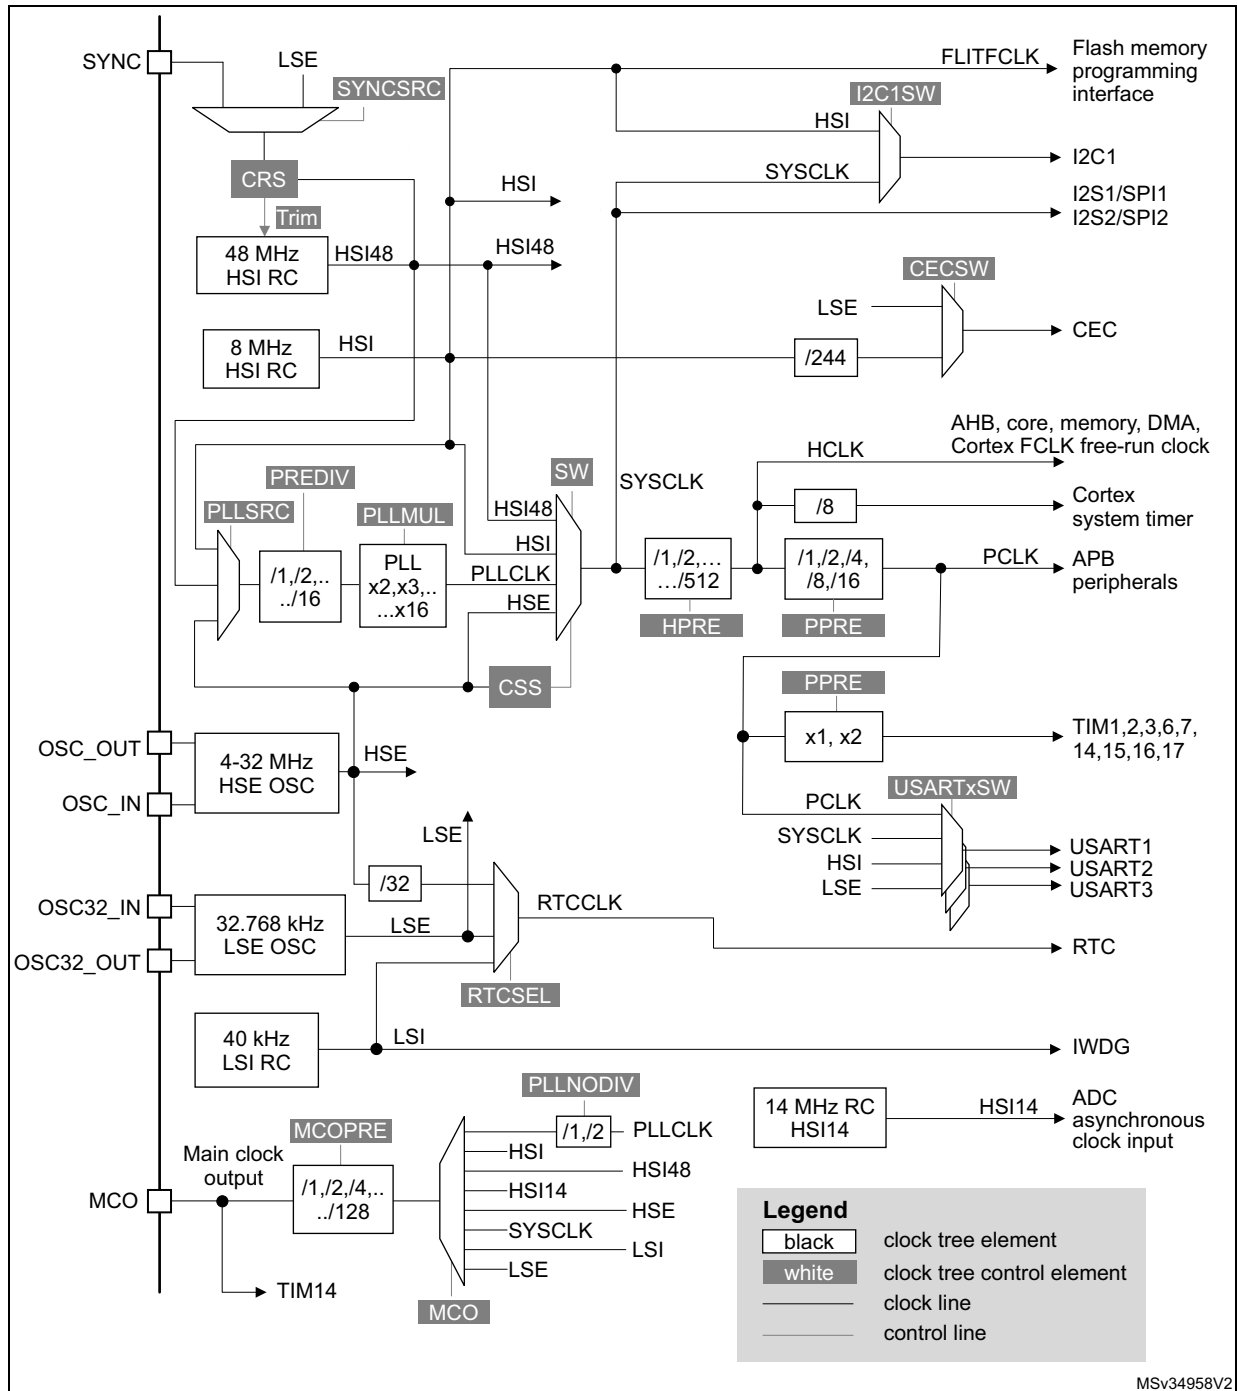 SYNC
LSE
SYNCSRC
CRS
Trim
48 MHz
HSI RC
HSI48
HSI
HSI48
8 MHz
HSI RC
HSI
FLITFCLK
Flash memory
programming
interface
I2C1SW
HSI
SYSCLK
I2C1
I2S1/SPI1
I2S2/SPI2
CECSW
LSE
/244
CEC
AHB, core, memory, DMA,
Cortex FCLK free-run clock
HCLK
/8
Cortex
system timer
PLLSRC
PREDIV
/1,/2,..
../16
PLLMUL
PLL
x2,x3,..
...x16
SW
HSI48
HSI
PLLCLK
HSE
SYSCLK
/1,/2,…
…/512
HPRE
/1,/2,/4,
/8,/16
PPRE
PCLK
APB
peripherals
CSS
PPRE
x1, x2
TIM1,2,3,6,7,
14,15,16,17
OSC_OUT
OSC_IN
4-32 MHz
HSE OSC
HSE
USARTxSW
PCLK
SYSCLK
HSI
LSE
USART1
USART2
USART3
/32
LSE
OSC32_IN
OSC32_OUT
32.768 kHz
LSE OSC
LSE
RTCCLK
RTCSEL
RTC
40 kHz
LSI RC
LSI
IWDG
14 MHz RC
HSI14
HSI14
ADC
asynchronous
clock input
PLLNODIV
/1,/2
PLLCLK
HSI
HSI48
HSI14
HSE
SYSCLK
LSI
LSE
MCOPRE
/1,/2,/4,..
../128
Main clock
output
MCO
TIM14
MCO
Legend
black
clock tree element
white
clock tree control element
clock line
control line
MSv34958V2